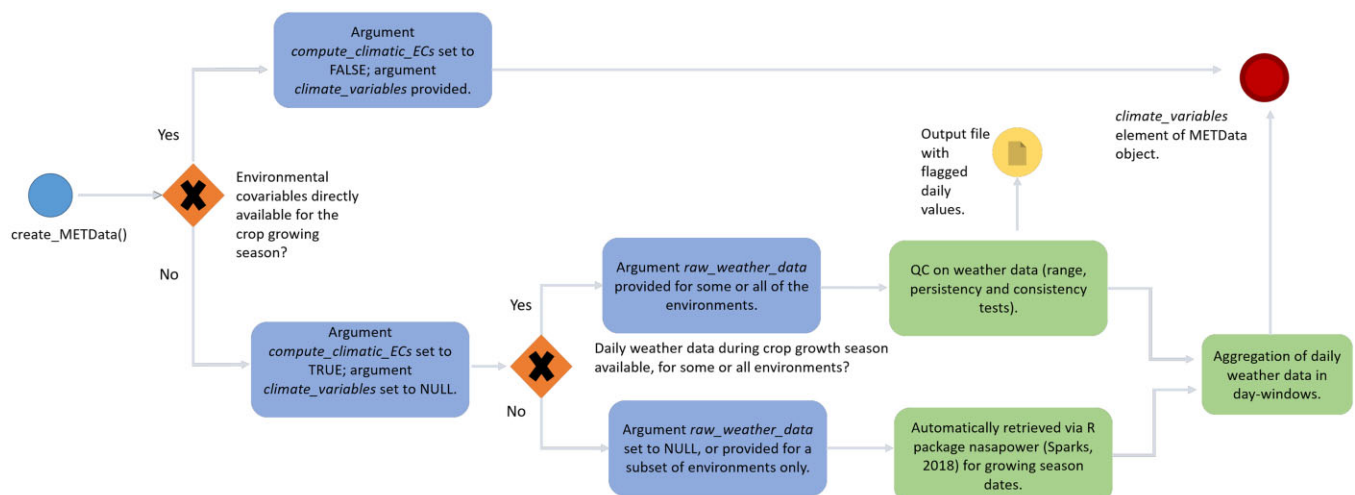 Argument
compute_climatic_ECs set to
FALSE; argument
climate_variables provided.
Yes
create_METData()
Environmental
covariables directly
available for the
crop growing
season?
No
Argument
compute_climatic_ECs set to
TRUE; argument
climate_variables set to NULL.
Yes
Argument raw_weather_data
provided for some or all of the
environments.
Daily weather data during crop growth season
available, for some or all environments?
No
Argument raw_weather_data
set to NULL, or provided for a
subset of environments only.
Output file
with
flagged
daily
values.
QC on weather data (range,
persistency and consistency
tests).
Automatically retrieved via R
package nasapower (Sparks,
2018) for growing season
dates.
Aggregation of daily
weather data in
day-windows.
climate_variables
element of METData
object.